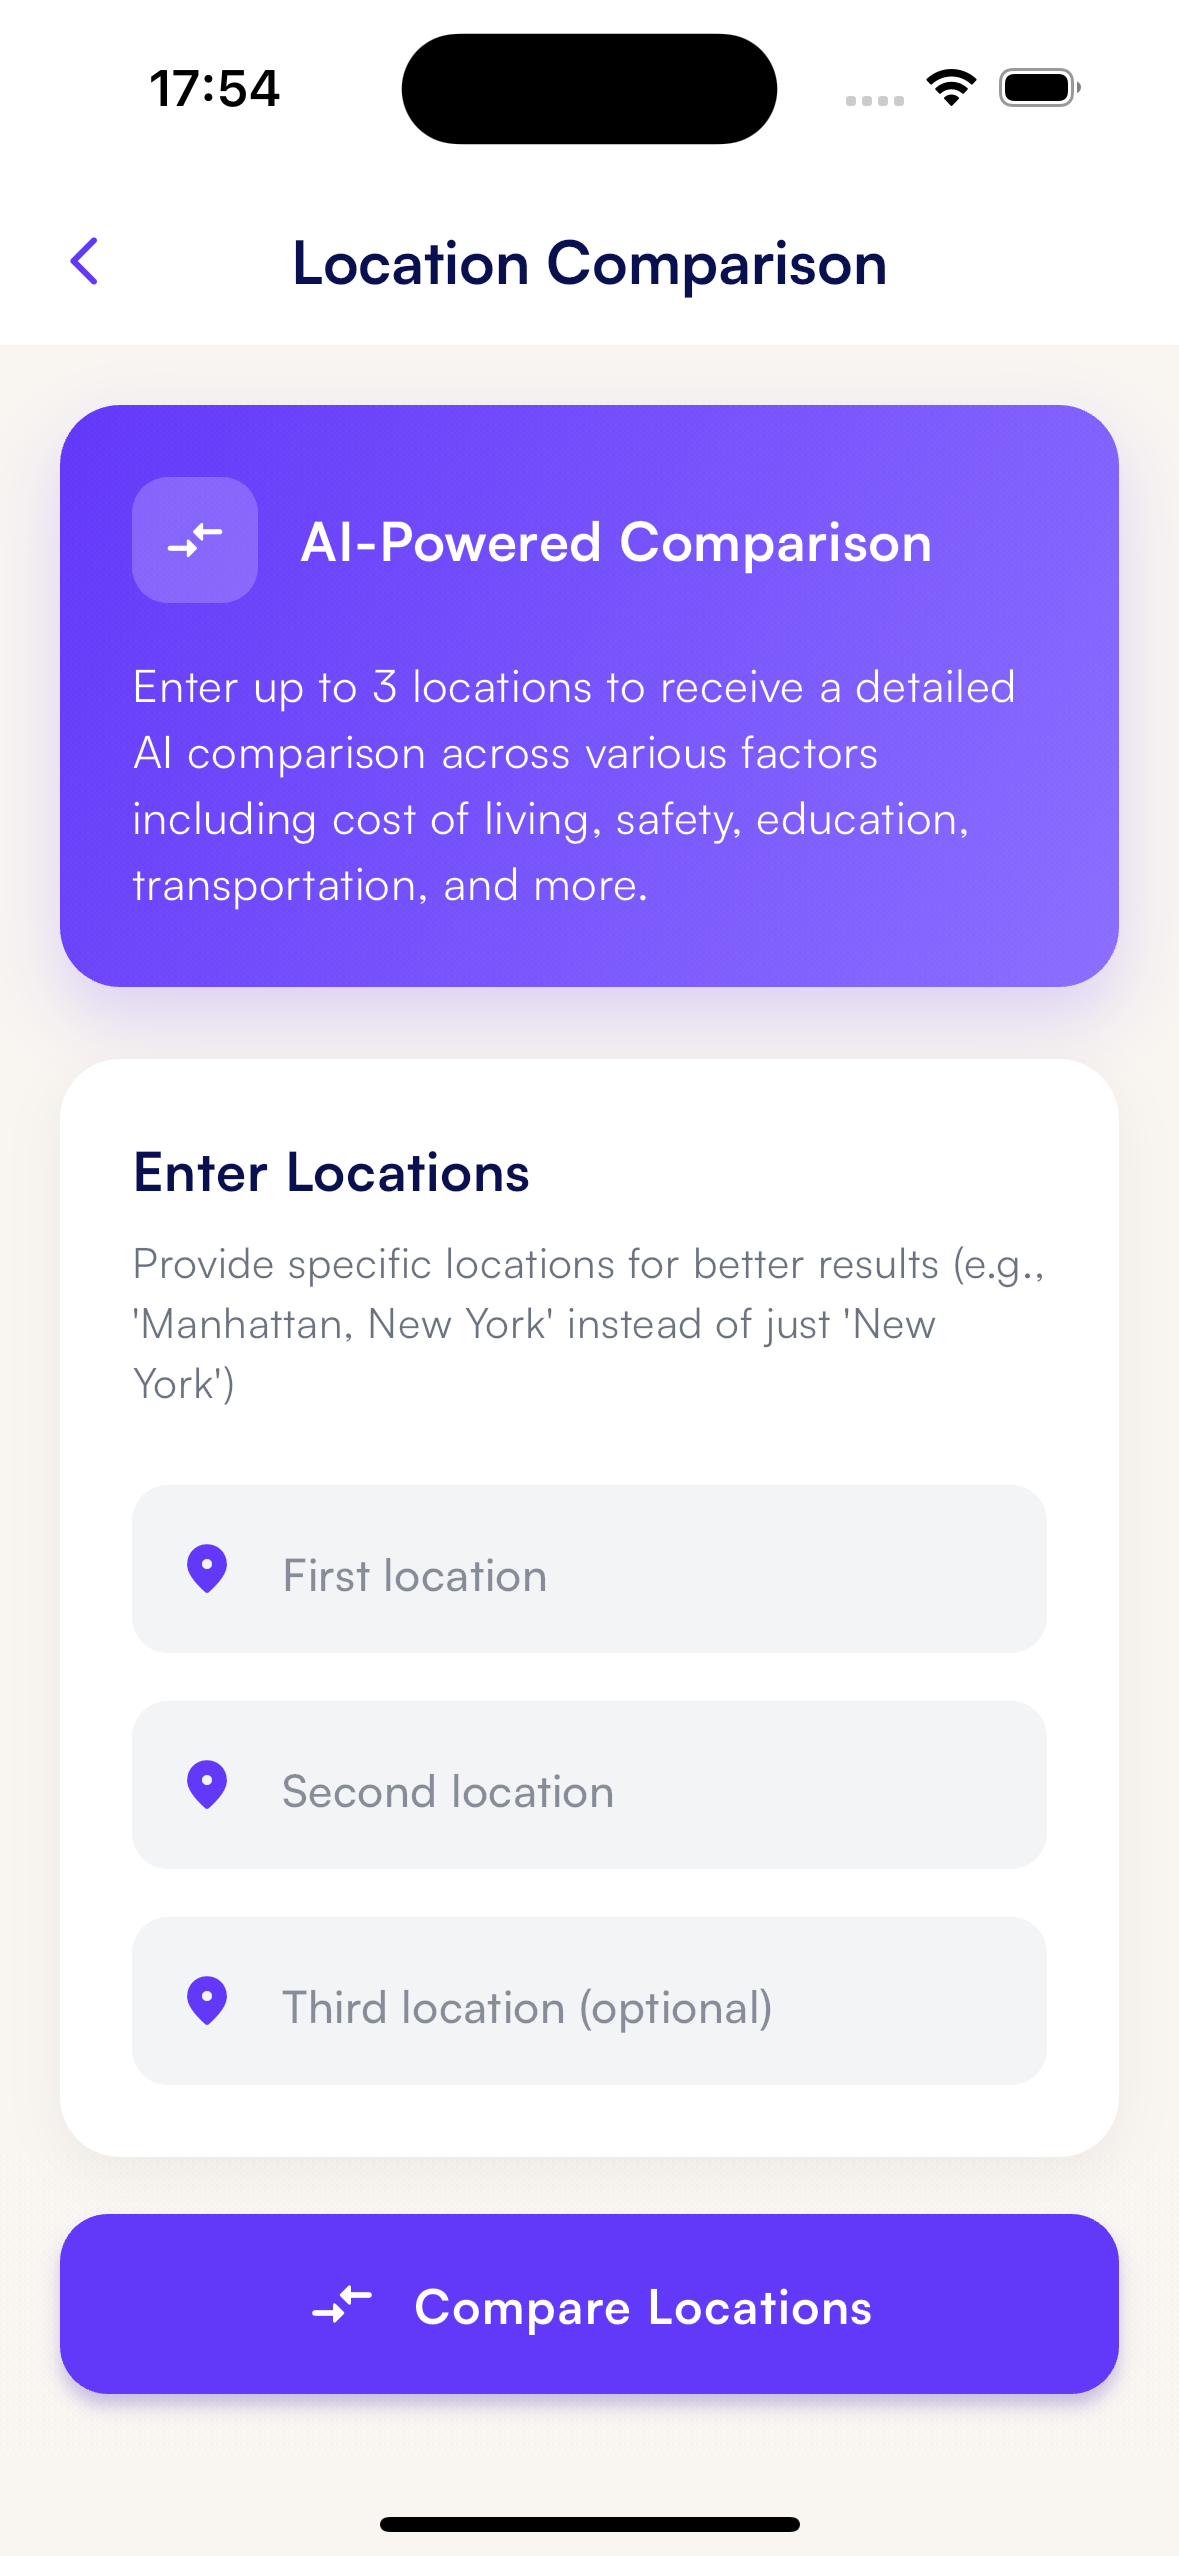 17:54
Location Comparison
AI-Powered Comparison
Enter up to 3 locations to receive a detailed
AI comparison across various factors
including cost of living, safety, education,
transportation, and more.
Enter Locations
Provide specific locations for better results (e.g.,
'Manhattan, New York' instead of just 'New
York')
First location
Second location
Third location (optional)
Compare Locations